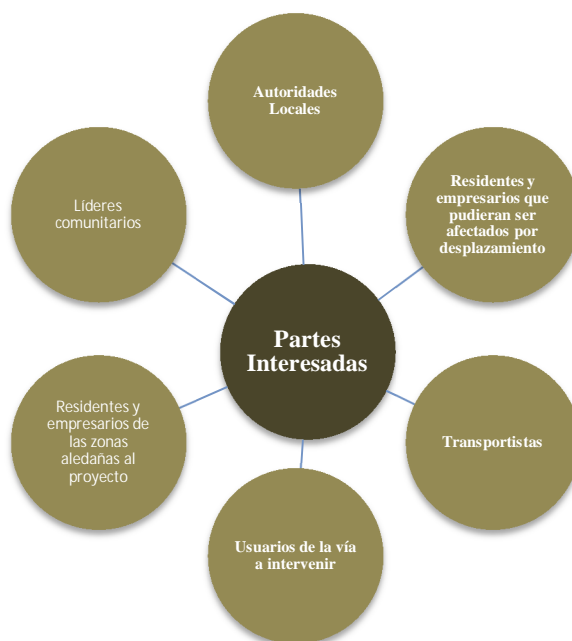 Autoridades
Locales
Residentes y
empresarios que
pudieran ser
afectados por
desplazamiento
Líderes
comunitarios
Partes
Interesadas
Residentes y
empresarios de
las zonas
aledañas al
proyecto
Transportistas
Usuarios de la vía
a intervenir